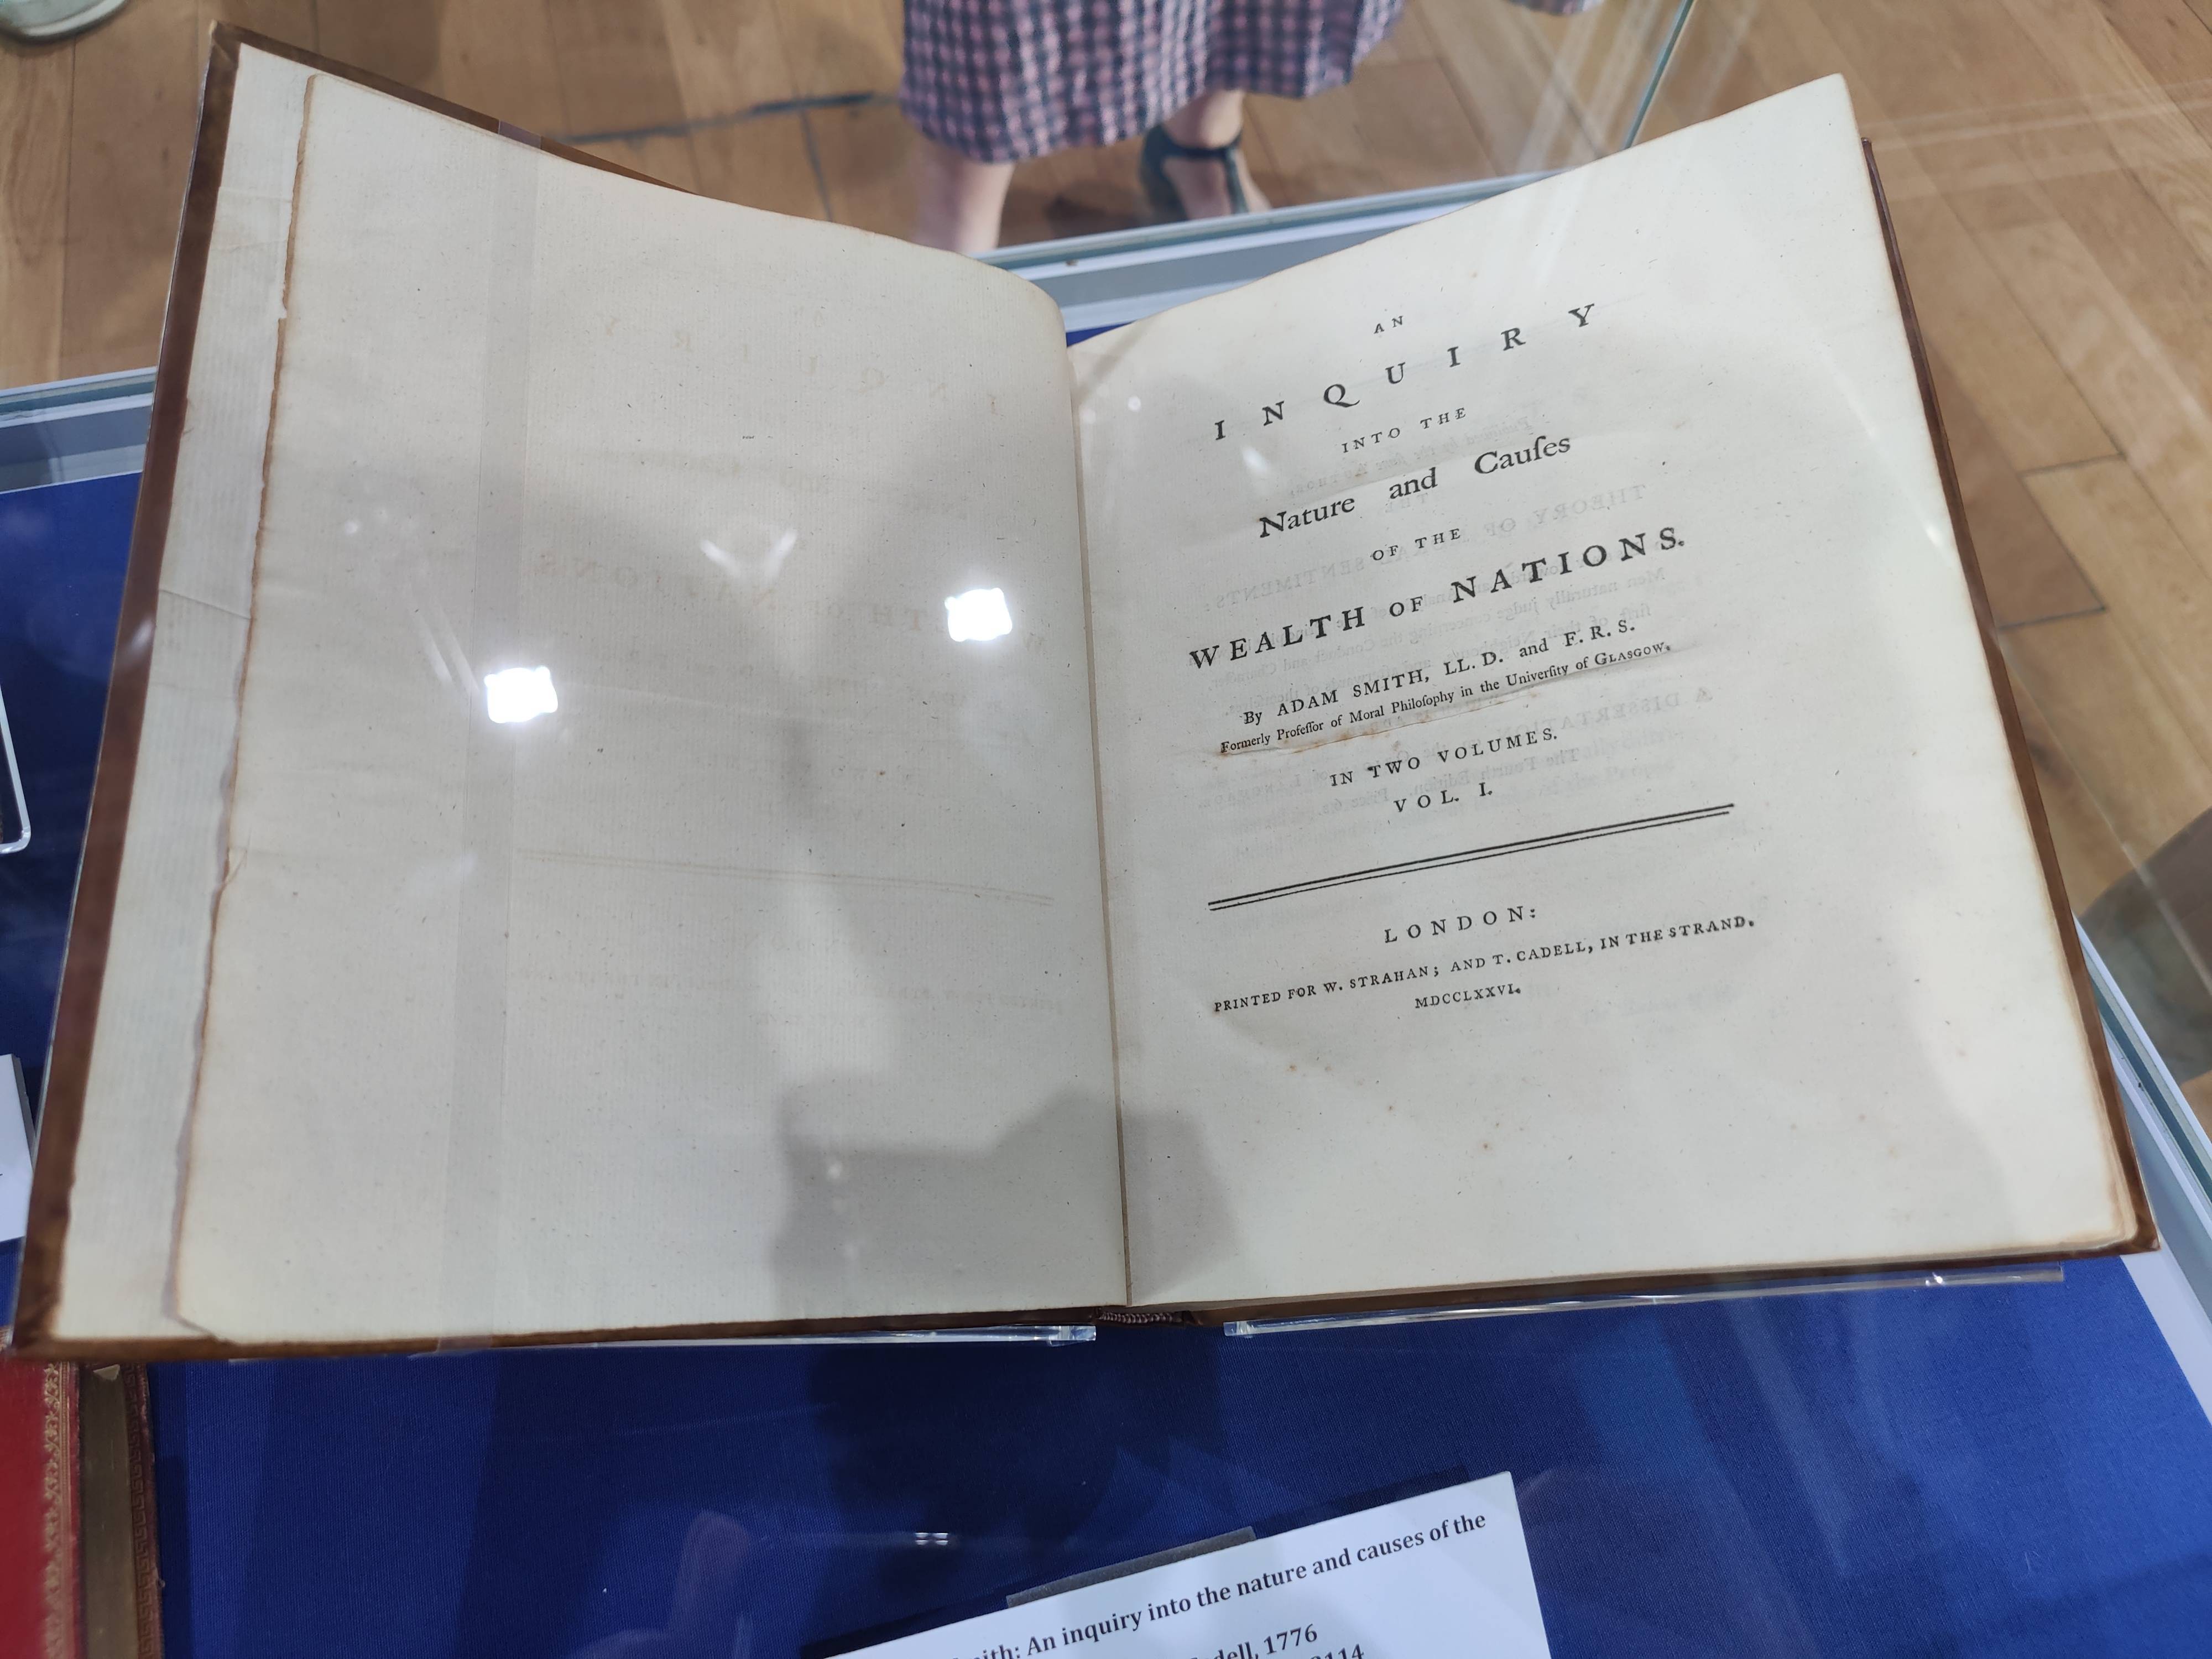 AN
INQUIRY
INTO THE
Nature and Cauſes
OF THE
WEALTH OF NATIONS.
By ADAM SMITH, LL. D. and F. R. S.
Formerly Profeſſor of Moral Philoſophy in the Univerſity of GLASGOW.
IN TWO VOLUMES.
VOL. I.
LONDON:
PRINTED FOR W. STRAHAN; AND T. CADELL, IN THE STRAND.
MDCCLXXVI.
An inquiry into the nature and causes of the
1776